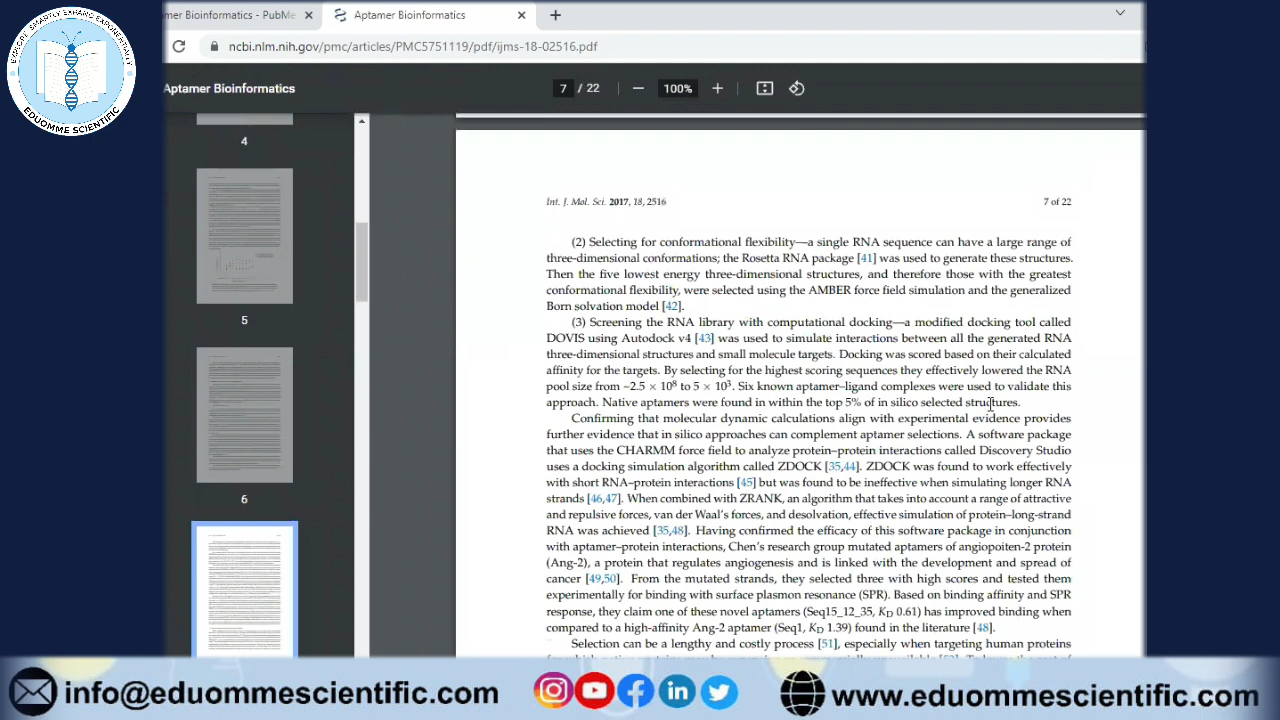 mer Bioinformatics - PubMe
Aptamer Bioinformatics
ncbi.nlm.nih.gov/pmc/articles/PMC5751119/pdf/ijms-18-02516.pdf
EDUOMME SCIENTIFIC
Aptamer Bioinformatics
7 / 22
100%
4
5
6
Int. J. Mol. Sci. 2017, 18, 2516
7 of 22
(2) Selecting for conformational flexibility—a single RNA sequence can have a large range of
three-dimensional conformations; the Rosetta RNA package [41] was used to generate these structures.
Then the five lowest energy three-dimensional structures, and therefore those with the greatest
conformational flexibility, were selected using the AMBER force field simulation and the generalized
Born solvation model [42].
(3) Screening the RNA library with computational docking—a modified docking tool called
DOVIS using Autodock v4 [43] was used to simulate interactions between all the generated RNA
three-dimensional structures and small molecule targets. Docking was scored based on their calculated
affinity for the targets. By selecting for the highest scoring sequences they effectively lowered the RNA
pool size from ~2.5 × 10⁸ to 5 × 10³. Six known aptamer–ligand complexes were used to validate this
approach. Native aptamers were found in within the top 5% of in silico selected structures.
Confirming that molecular dynamic calculations align with experimental evidence provides
further evidence that in silico approaches can complement aptamer selections. A software package
that uses the CHARMM force field to analyze protein–protein interactions called Discovery Studio
uses a docking simulation algorithm called ZDOCK [35,44]. ZDOCK was found to work effectively
with short RNA–protein interactions [45] but was found to be ineffective when simulating longer RNA
strands [46,47]. When combined with ZRANK, an algorithm that takes into account a range of attractive
and repulsive forces, van der Waal's forces, and desolvation, effective simulation of protein–long-strand
RNA was achieved [35,48]. Having confirmed the efficacy of this software package in conjunction
with aptamer–protein interactions, Chen's research group mutated aptamers of angiopoiten-2 protein
(Ang-2), a protein that regulates angiogenesis and is linked with the development and spread of
cancer [49,50]. From the mutated strands, they selected three with high scores and tested them
experimentally for binding with surface plasmon resonance (SPR). Based on binding affinity and SPR
response, they claim one of these novel aptamers (Seq15_12_35, KD 0.61) has improved binding when
compared to a high-affinity Ang-2 aptamer (Seq1, KD 1.39) found in the literature [48].
Selection can be a lengthy and costly process [51], especially when targeting human proteins
info@eduommescientific.com
www.eduommescientific.com